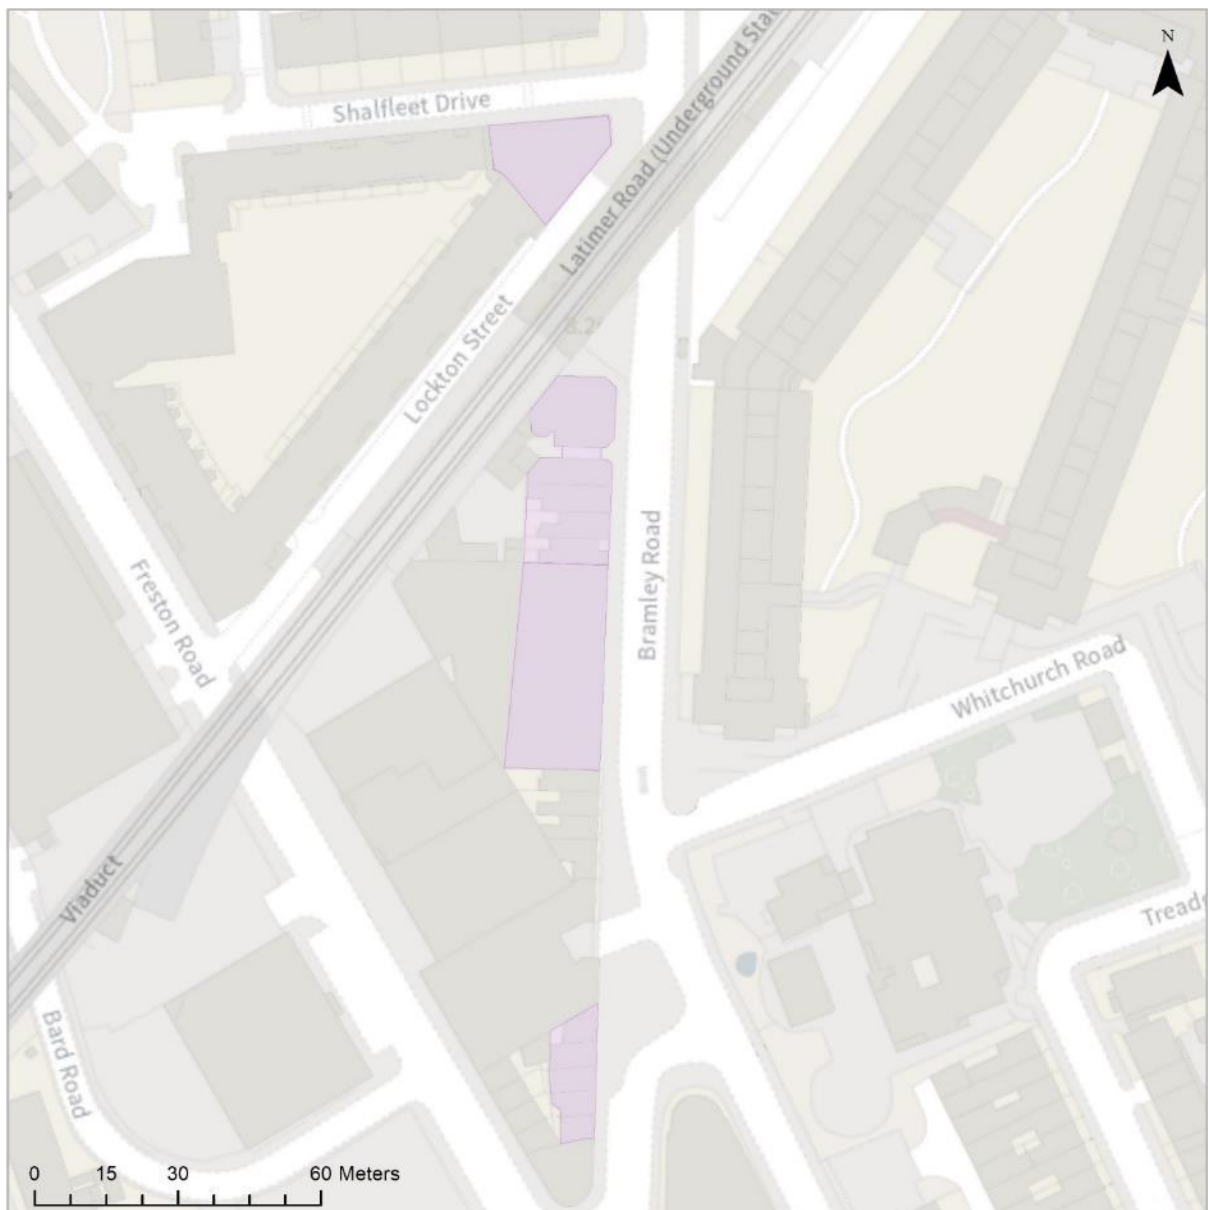 N
Shalfleet Drive
Latimer Road (Underground Stat
Lockton Street
Freston Road
Bramley Road
Whitchurch Road
Viaduct
Bard Road
0 15 30 60 Meters